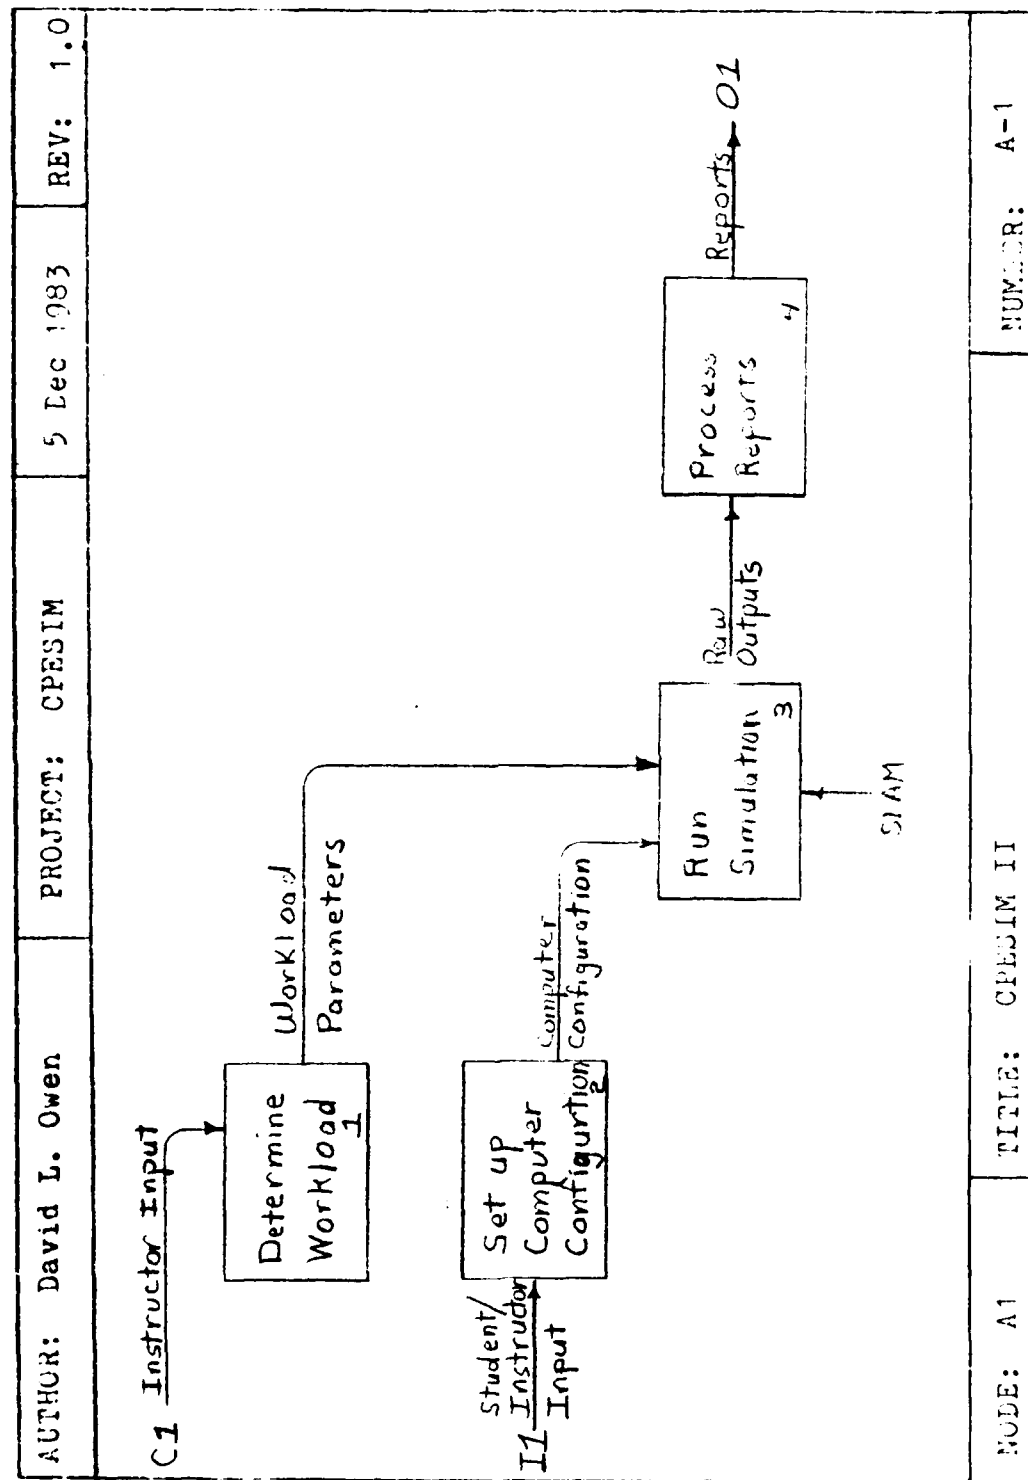 AUTHOR: David L. Owen
PROJECT: CPESIM
5 Dec 1983
REV: 1.0
C1 Instructor Input
Determine
Workload
1
Workload
Parameters
I1
Student/
Instructor
Input
Set up
Computer
Configurtion
2
Computer
Configuration
Run
Simulation
3
SLAM
Raw
Outputs
Process
Reports
4
Reports
O1
NODE: A1
TITLE: CPESIM II
A-1